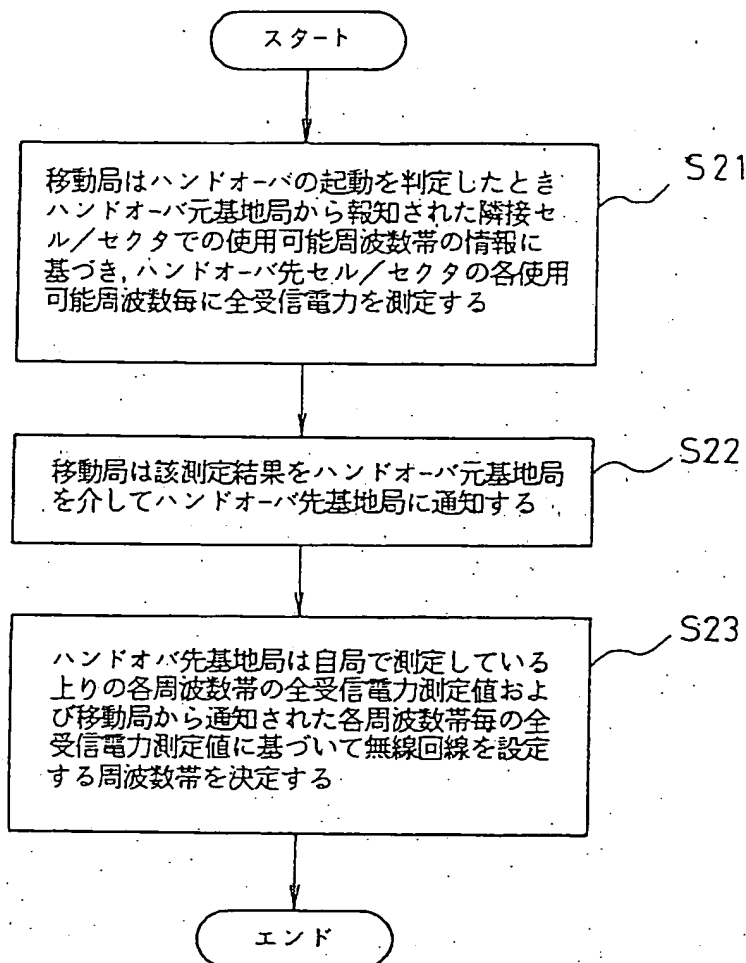 スタート
移動局はハンドオーバの起動を判定したとき
ハンドオーバ元基地局から報知された隣接セ
ル/セクタでの使用可能周波数帯の情報に
基づき,ハンドオーバ先セル/セクタの各使用
可能周波数毎に全受信電力を測定する
S21
移動局は該測定結果をハンドオーバ元基地局
を介してハンドオーバ先基地局に通知する
S22
ハンドオバ先基地局は自局で測定している
上りの各周波数帯の全受信電力測定値およ
び移動局から通知された各周波数帯毎の全
受信電力測定値に基づいて無線回線を設定
する周波数帯を決定する
S23
エンド